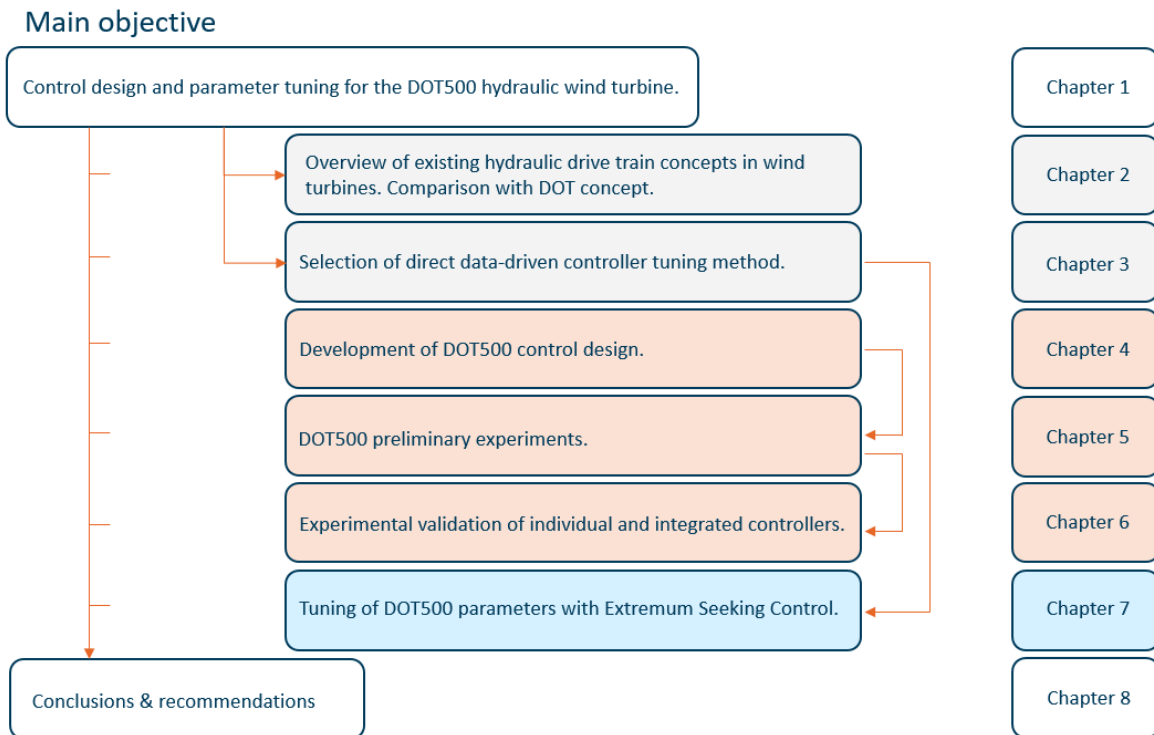 Main objective
Control design and parameter tuning for the DOT500 hydraulic wind turbine.
Chapter 1
Overview of existing hydraulic drive train concepts in wind
turbines. Comparison with DOT concept.
Chapter 2
Selection of direct data-driven controller tuning method.
Chapter 3
Development of DOT500 control design.
Chapter 4
DOT500 preliminary experiments.
Chapter 5
Experimental validation of individual and integrated controllers.
Chapter 6
Tuning of DOT500 parameters with Extremum Seeking Control.
Chapter 7
Conclusions & recommendations
Chapter 8